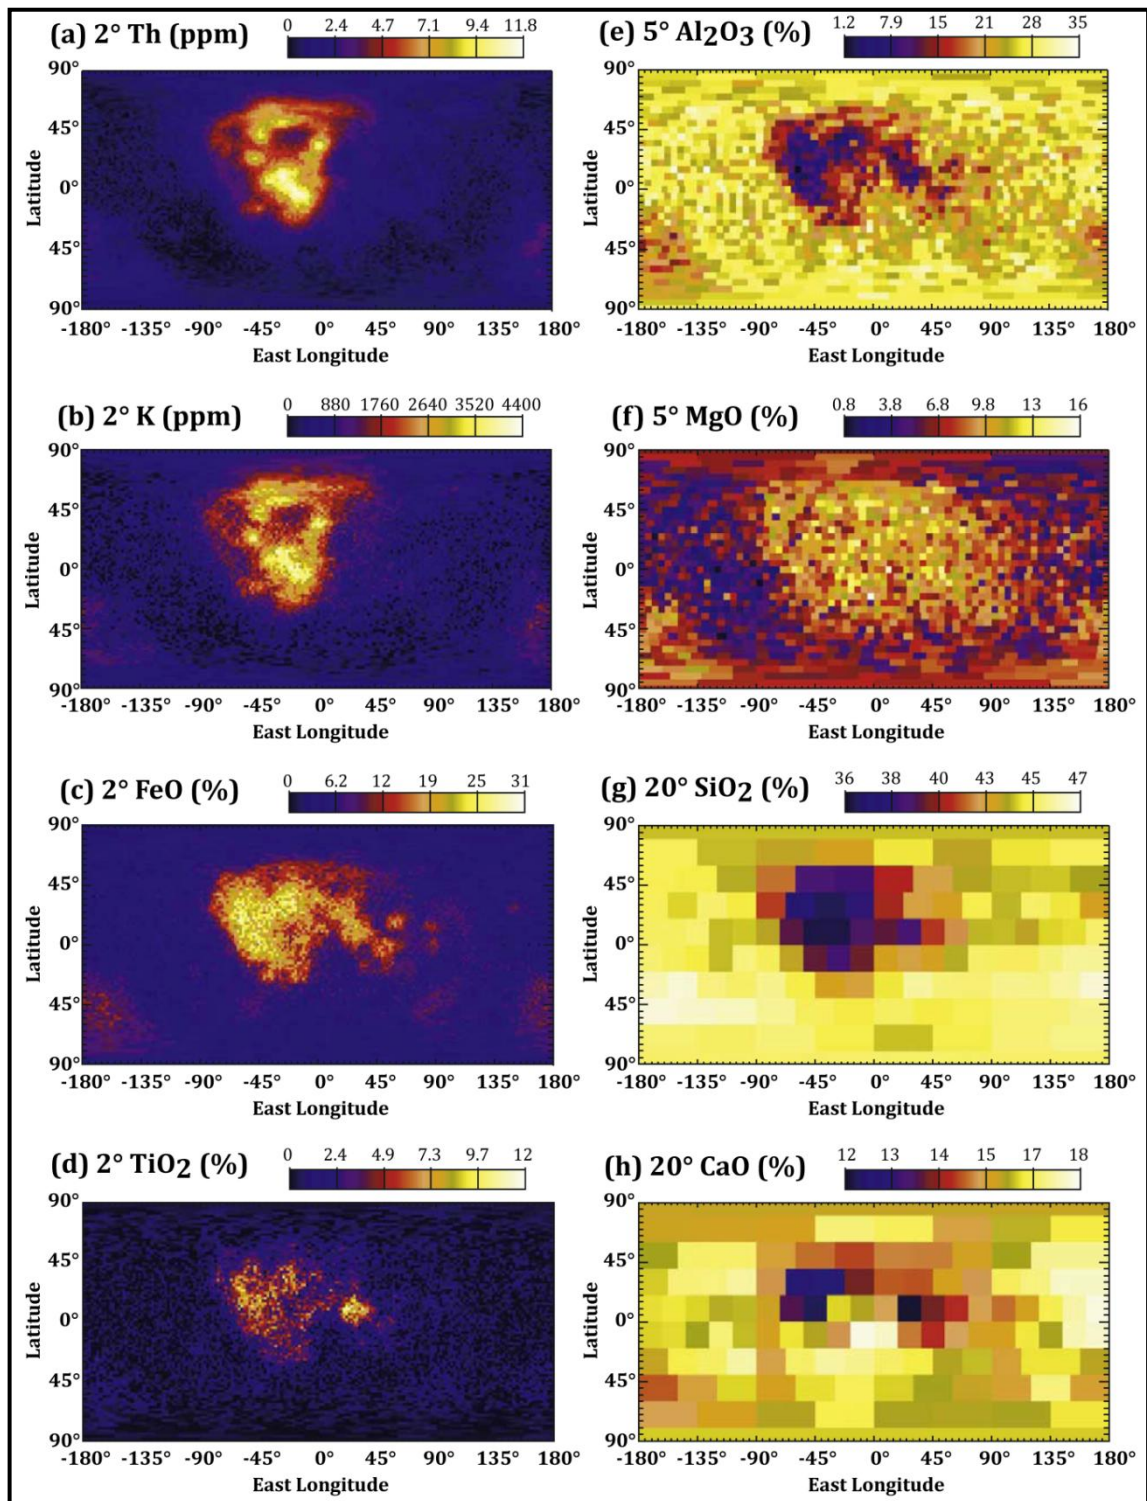 (a) 2° Th (ppm)
0 2.4 4.7 7.1 9.4 11.8
90°
45°
0°
45°
90°
Latitude
-180° -135° -90° -45° 0° 45° 90° 135° 180°
East Longitude
(e) 5° Al2O3 (%)
1.2 7.9 15 21 28 35
90°
45°
0°
45°
90°
Latitude
-180° -135° -90° -45° 0° 45° 90° 135° 180°
East Longitude
(b) 2° K (ppm)
0 880 1760 2640 3520 4400
90°
45°
0°
45°
90°
Latitude
-180° -135° -90° -45° 0° 45° 90° 135° 180°
East Longitude
(f) 5° MgO (%)
0.8 3.8 6.8 9.8 13 16
90°
45°
0°
45°
90°
Latitude
-180° -135° -90° -45° 0° 45° 90° 135° 180°
East Longitude
(c) 2° FeO (%)
0 6.2 12 19 25 31
90°
45°
0°
45°
90°
Latitude
-180° -135° -90° -45° 0° 45° 90° 135° 180°
East Longitude
(g) 20° SiO2 (%)
36 38 40 43 45 47
90°
45°
0°
45°
90°
Latitude
-180° -135° -90° -45° 0° 45° 90° 135° 180°
East Longitude
(d) 2° TiO2 (%)
0 2.4 4.9 7.3 9.7 12
90°
45°
0°
45°
90°
Latitude
-180° -135° -90° -45° 0° 45° 90° 135° 180°
East Longitude
(h) 20° CaO (%)
12 13 14 15 17 18
90°
45°
0°
45°
90°
Latitude
-180° -135° -90° -45° 0° 45° 90° 135° 180°
East Longitude